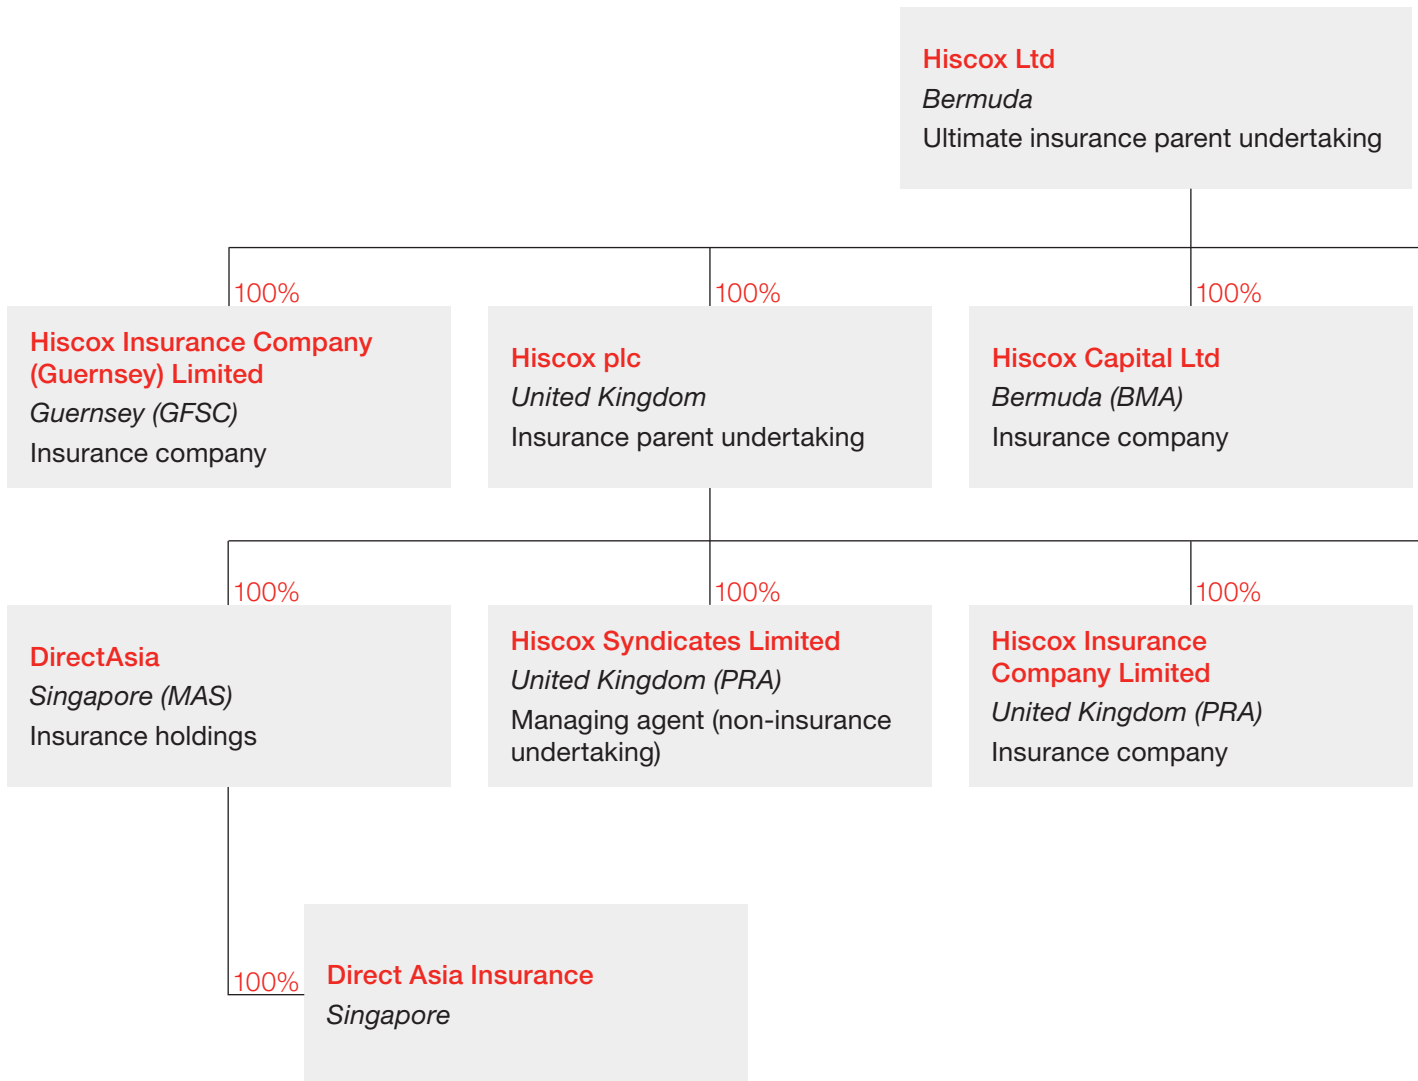 Hiscox Ltd
Bermuda
Ultimate insurance parent undertaking
100%
100%
100%
Hiscox Insurance Company
(Guernsey) Limited
Guernsey (GFSC)
Insurance company
Hiscox plc
United Kingdom
Insurance parent undertaking
Hiscox Capital Ltd
Bermuda (BMA)
Insurance company
100%
100%
100%
DirectAsia
Singapore (MAS)
Insurance holdings
Hiscox Syndicates Limited
United Kingdom (PRA)
Managing agent (non-insurance
undertaking)
Hiscox Insurance
Company Limited
United Kingdom (PRA)
Insurance company
100%
Direct Asia Insurance
Singapore